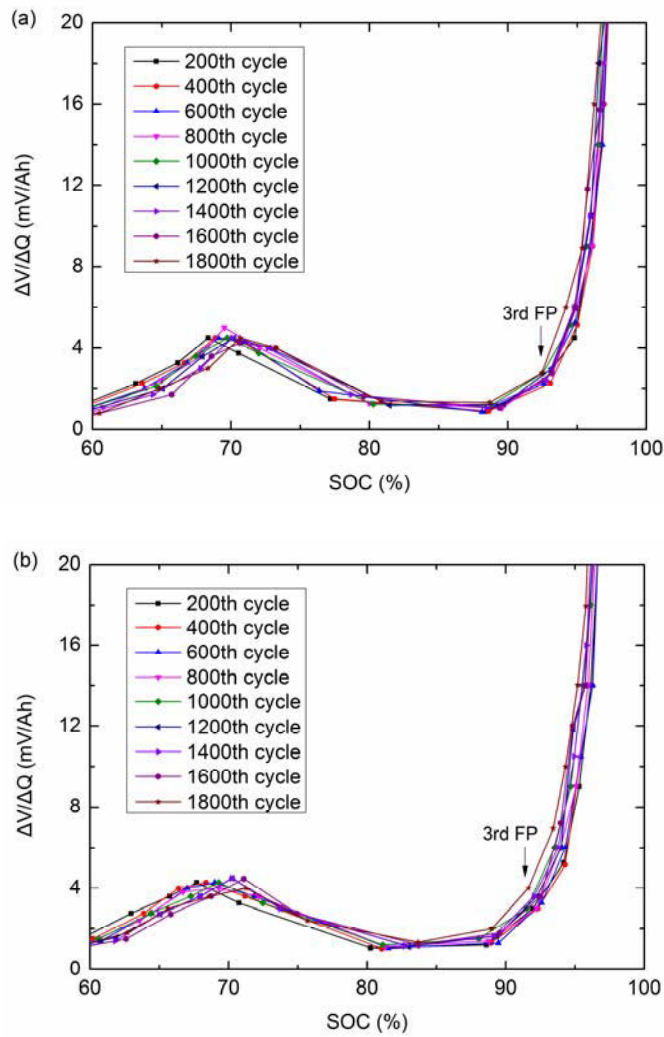 (a)
20
16
12
8
4
0
ΔV/ΔQ (mV/Ah)
200th cycle
400th cycle
600th cycle
800th cycle
1000th cycle
1200th cycle
1400th cycle
1600th cycle
1800th cycle
3rd FP
60 70 80 90 100
SOC (%)
(b)
20
16
12
8
4
0
ΔV/ΔQ (mV/Ah)
200th cycle
400th cycle
600th cycle
800th cycle
1000th cycle
1200th cycle
1400th cycle
1600th cycle
1800th cycle
3rd FP
60 70 80 90 100
SOC (%)